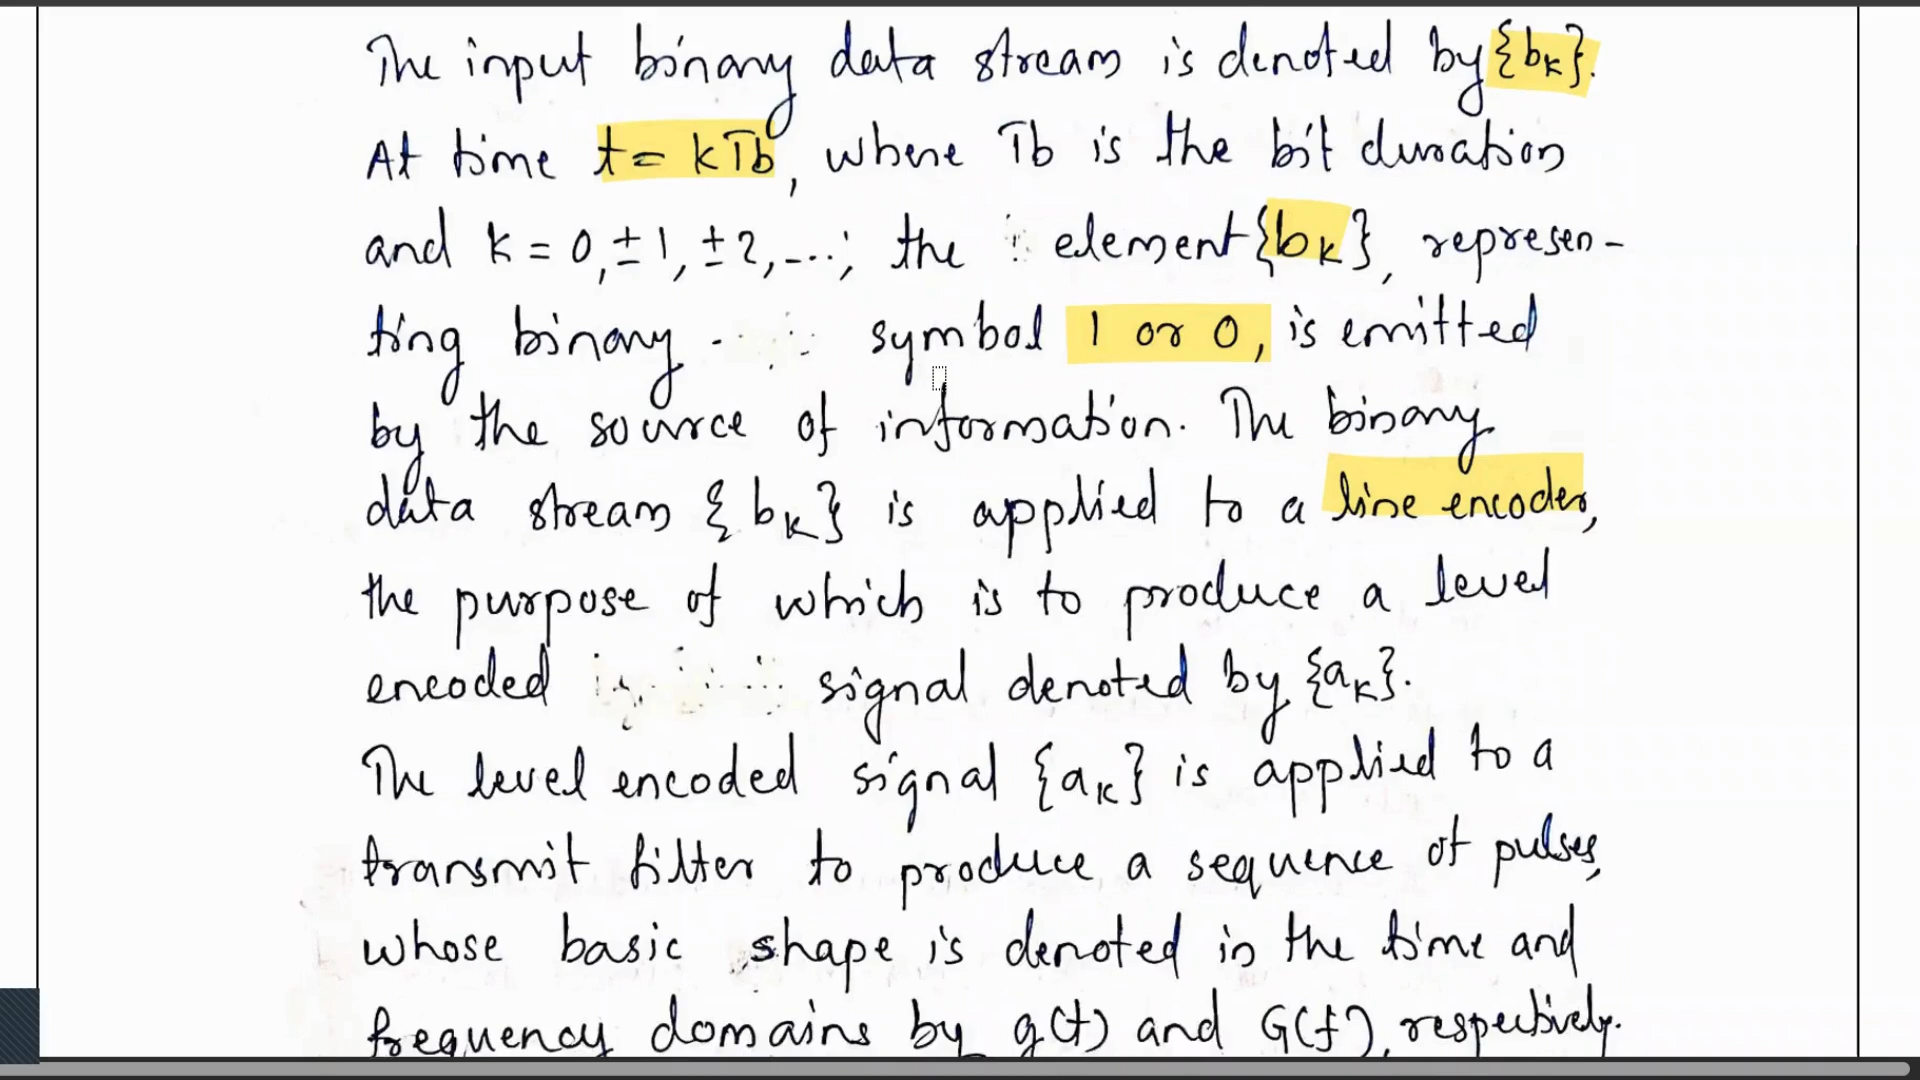 The input binary data stream is denoted by {bₖ}.
At time t = kTb, where Tb is the bit duration
and k = 0, ±1, ±2, ...; the element {bₖ}, represen-
ting binary symbol 1 or 0, is emitted
by the source of information. The binary
data stream {bₖ} is applied to a line encoder,
the purpose of which is to produce a level
encoded signal denoted by {aₖ}.
The level encoded signal {aₖ} is applied to a
transmit filter to produce a sequence of pulses,
whose basic shape is denoted in the time and
frequency domains by g(t) and G(f), respectively.